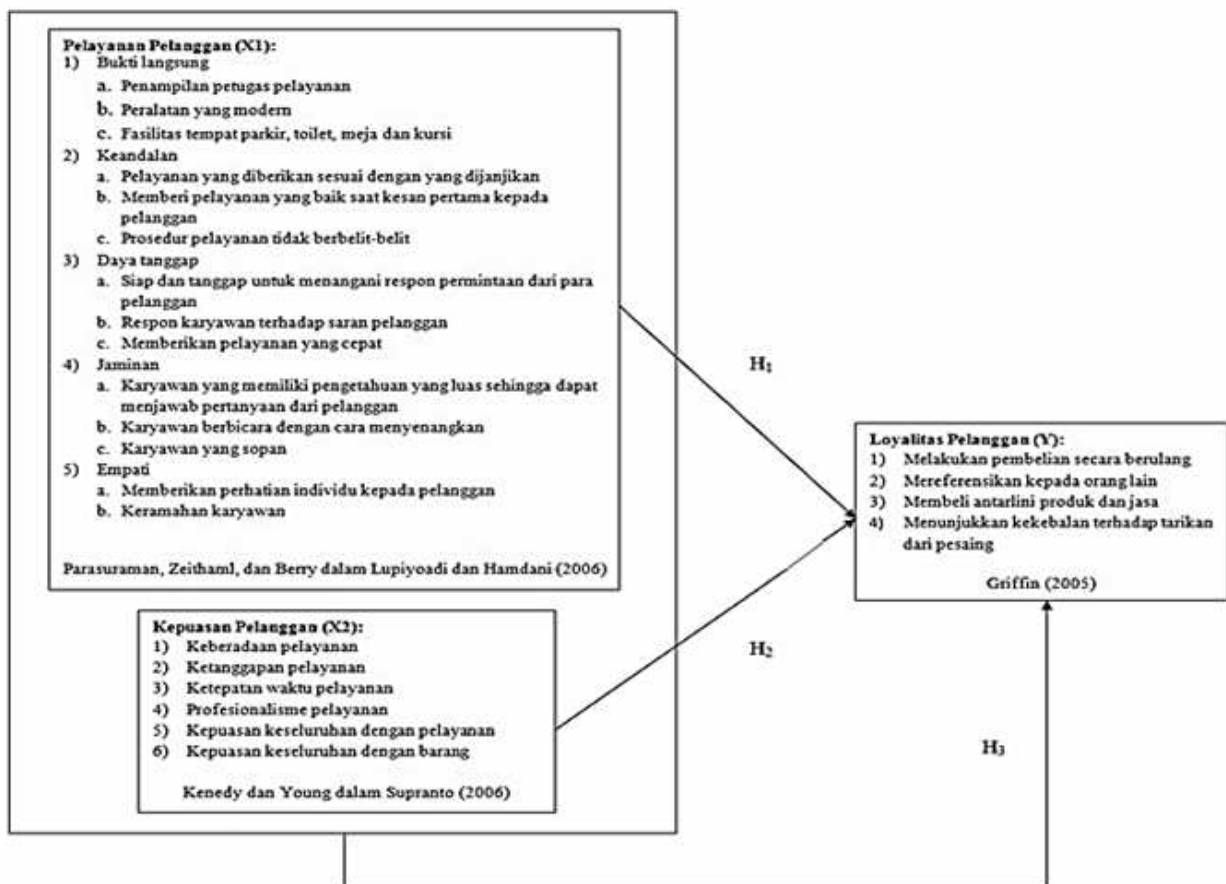 Pelayanan Pelanggan (X1):
1) Bukti langsung
a. Penampilan petugas pelayanan
b. Peralatan yang modern
c. Fasilitas tempat parkir, toilet, meja dan kursi
2) Keandalan
a. Pelayanan yang diberikan sesuai dengan yang dijanjikan
b. Memberi pelayanan yang baik saat kesan pertama kepada
pelanggan
c. Prosedur pelayanan tidak berbelit-belit
3) Daya tanggap
a. Siap dan tanggap untuk menangani respon permintaan dari para
pelanggan
b. Respon karyawan terhadap saran pelanggan
c. Memberikan pelayanan yang cepat
4) Jaminan
a. Karyawan yang memiliki pengetahuan yang luas sehingga dapat
menjawab pertanyaan dari pelanggan
b. Karyawan berbicara dengan cara menyenangkan
c. Karyawan yang sopan
5) Empati
a. Memberikan perhatian individu kepada pelanggan
b. Keramahan karyawan
Parasuraman, Zeithaml, dan Berry dalam Lupiyoadi dan Hamdani (2006)
Kepuasan Pelanggan (X2):
1) Keberadaan pelayanan
2) Ketanggapan pelayanan
3) Ketepatan waktu pelayanan
4) Profesionalisme pelayanan
5) Kepuasan keseluruhan dengan pelayanan
6) Kepuasan keseluruhan dengan barang
Kenedy dan Young dalam Supranto (2006)
H1
H2
Loyalitas Pelanggan (Y):
1) Melakukan pembelian secara berulang
2) Mereferensikan kepada orang lain
3) Membeli antarlini produk dan jasa
4) Menunjukkan kekebalan terhadap tarikan
dari pesaing
Griffin (2005)
H3